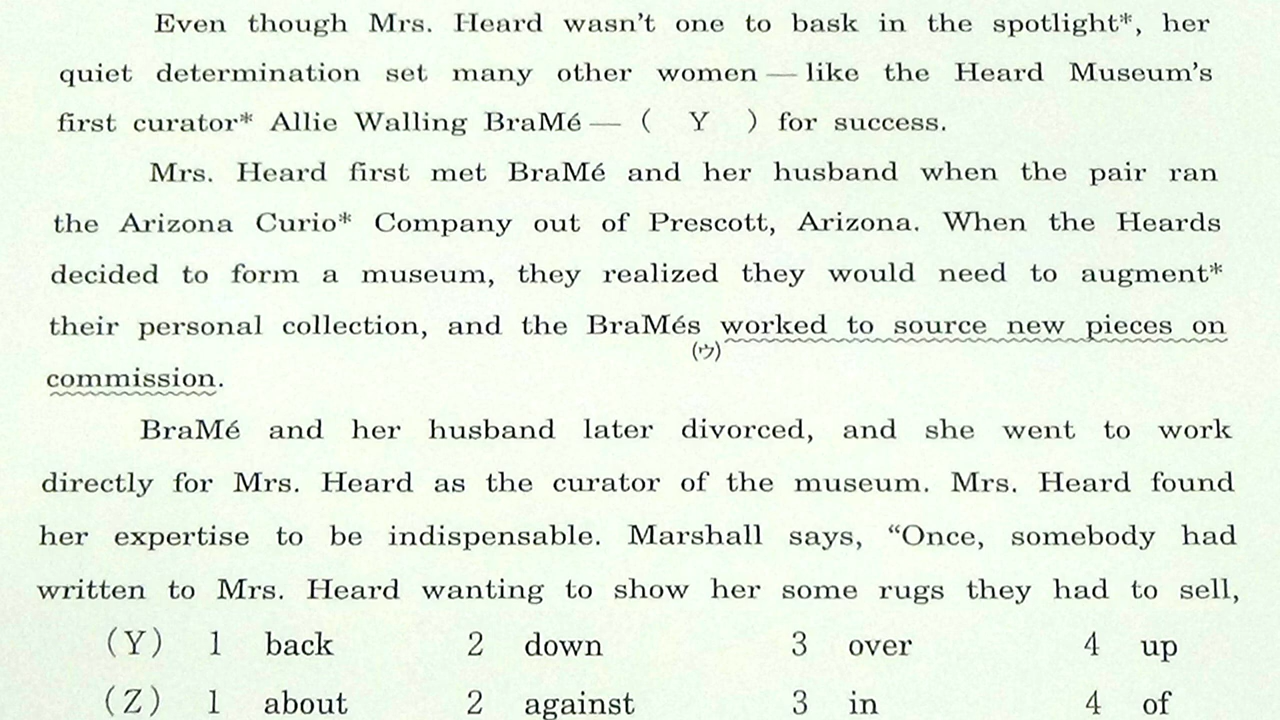 Even though Mrs. Heard wasn't one to bask in the spotlight*, her
quiet determination set many other women — like the Heard Museum's
first curator* Allie Walling BraMé — ( Y ) for success.
Mrs. Heard first met BraMé and her husband when the pair ran
the Arizona Curio* Company out of Prescott, Arizona. When the Heards
decided to form a museum, they realized they would need to augment*
their personal collection, and the BraMés worked to source new pieces on
(ウ)
commission.
BraMé and her husband later divorced, and she went to work
directly for Mrs. Heard as the curator of the museum. Mrs. Heard found
her expertise to be indispensable. Marshall says, “Once, somebody had
written to Mrs. Heard wanting to show her some rugs they had to sell,
(Y) 1 back 2 down 3 over 4 up
(Z) 1 about 2 against 3 in 4 of